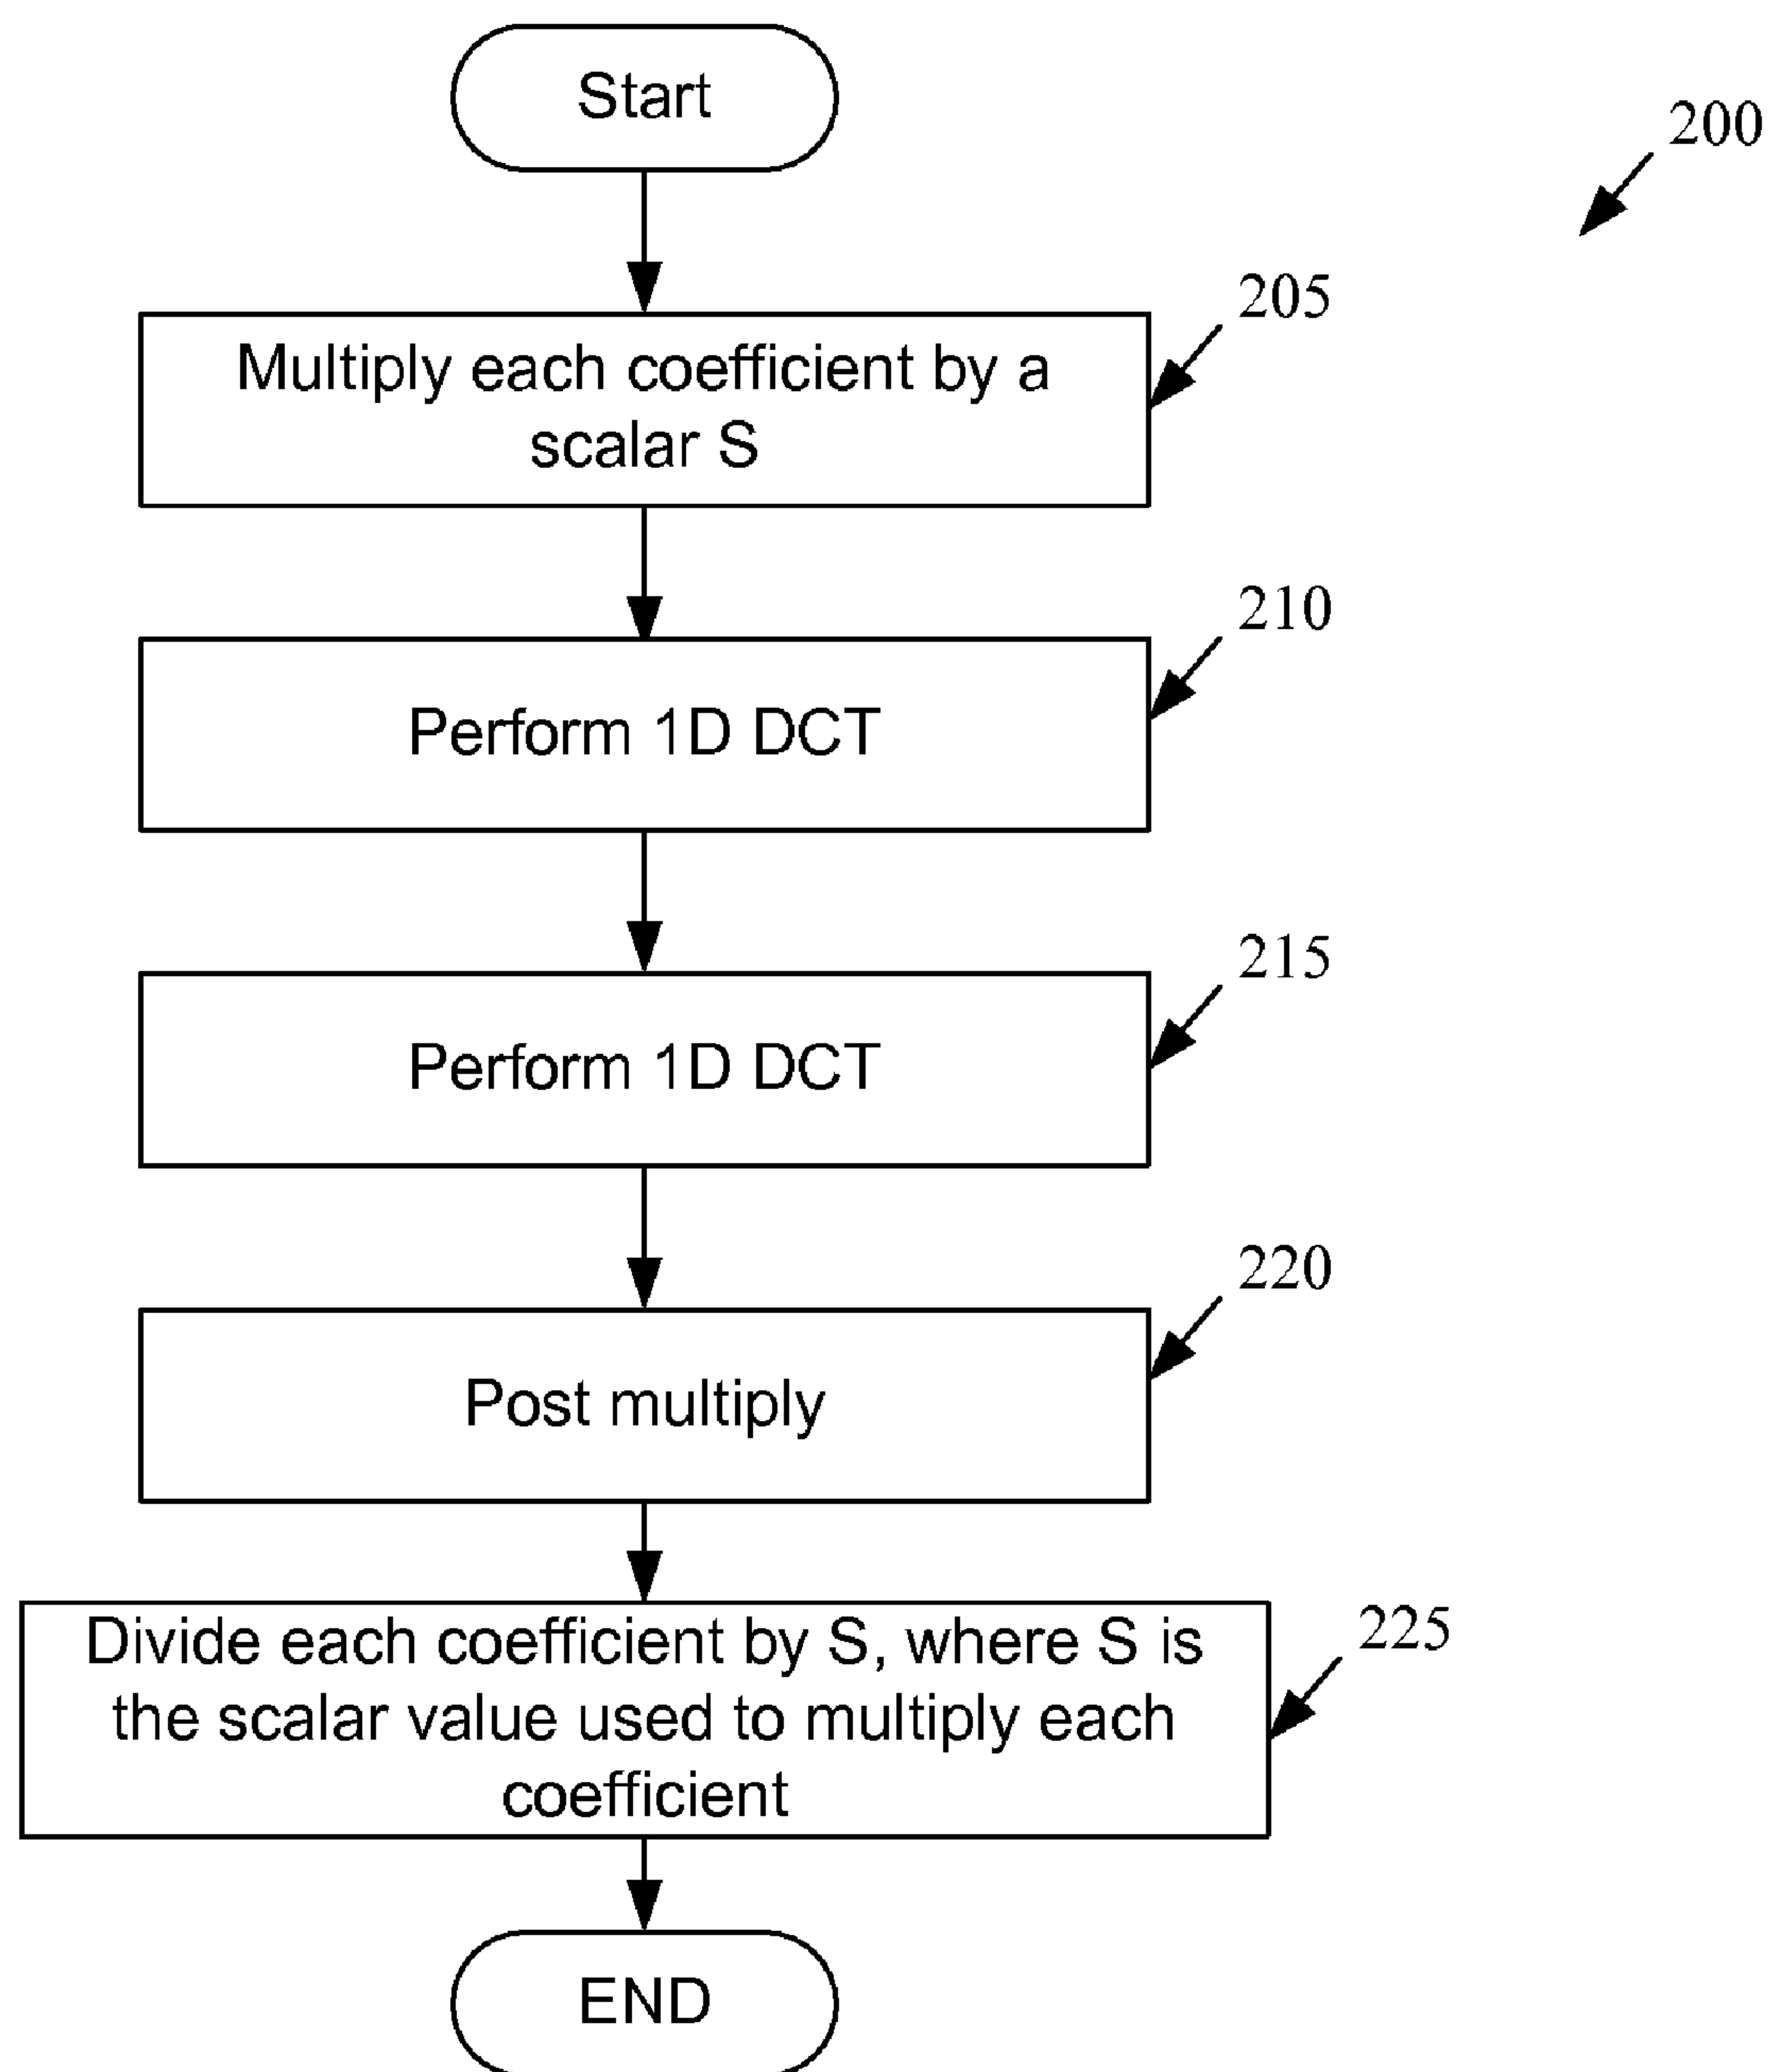 Start
200
205
Multiply each coefficient by a
scalar S
210
Perform 1D DCT
215
Perform 1D DCT
220
Post multiply
225
Divide each coefficient by S, where S is
the scalar value used to multiply each
coefficient
END